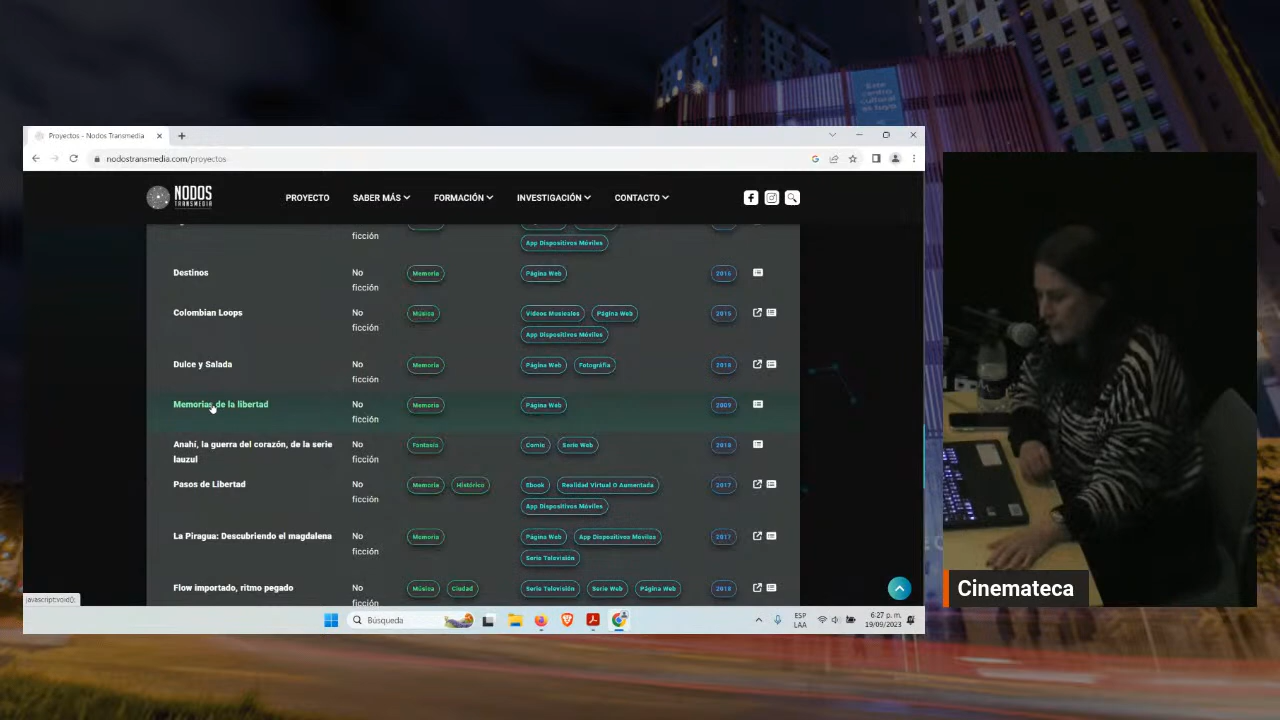 Este
centro
cultural
es tuyo
Proyectos - Nodos Transmedia
nodostransmedia.com/proyectos
NODOS
TRANSMEDIA
PROYECTO
SABER MÁS
FORMACIÓN
INVESTIGACIÓN
CONTACTO
ficción
App Dispositivos Móviles
Destinos
No
ficción
Memoria
Página Web
2015
Colombian Loops
No
ficción
Música
Videos Musicales
Página Web
App Dispositivos Móviles
2015
Dulce y Salada
No
ficción
Memoria
Página Web
Fotografía
2018
Memorias de la libertad
No
ficción
Memoria
Página Web
2009
Anahí, la guerra del corazón, de la serie
Iauzul
No
ficción
Fantasía
Comic
Serie Web
2018
Pasos de Libertad
No
ficción
Memoria
Histórico
Ebook
Realidad Virtual O Aumentada
App Dispositivos Móviles
2017
La Piragua: Descubriendo el magdalena
No
ficción
Memoria
Página Web
App Dispositivos Móviles
Serie Televisión
2017
Flow importado, ritmo pegado
No
ficción
Música
Ciudad
Serie Televisión
Serie Web
Página Web
2018
javascript:void(0);
Búsqueda
ESP
LAA
6:27 p. m.
19/09/2023
Cinemateca